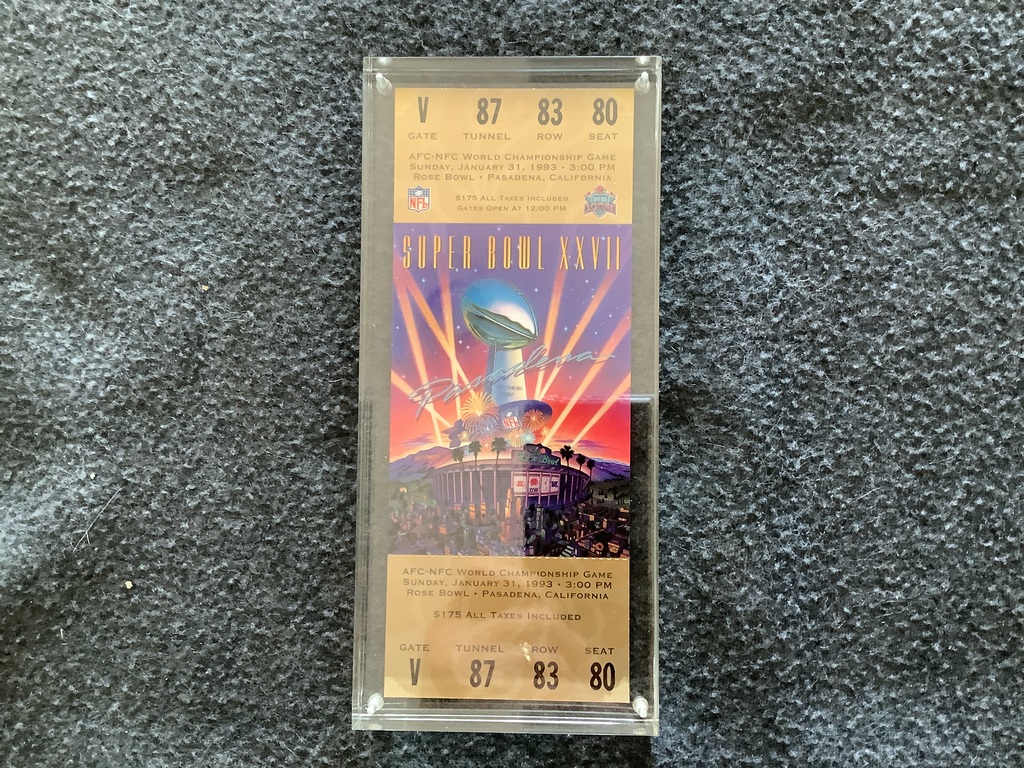 V 87 83 80
GATE TUNNEL ROW SEAT
AFC-NFC WORLD CHAMPIONSHIP GAME
SUNDAY, JANUARY 31, 1993 • 3:00 PM
ROSE BOWL • PASADENA, CALIFORNIA
NFL
$175 ALL TAXES INCLUDED
GATES OPEN AT 12:00 PM
SUPER BOWL XXVII
Pasadena
NFL
AFC-NFC WORLD CHAMPIONSHIP GAME
SUNDAY, JANUARY 31, 1993 • 3:00 PM
ROSE BOWL • PASADENA, CALIFORNIA
$175 ALL TAXES INCLUDED
GATE TUNNEL ROW SEAT
V 87 83 80